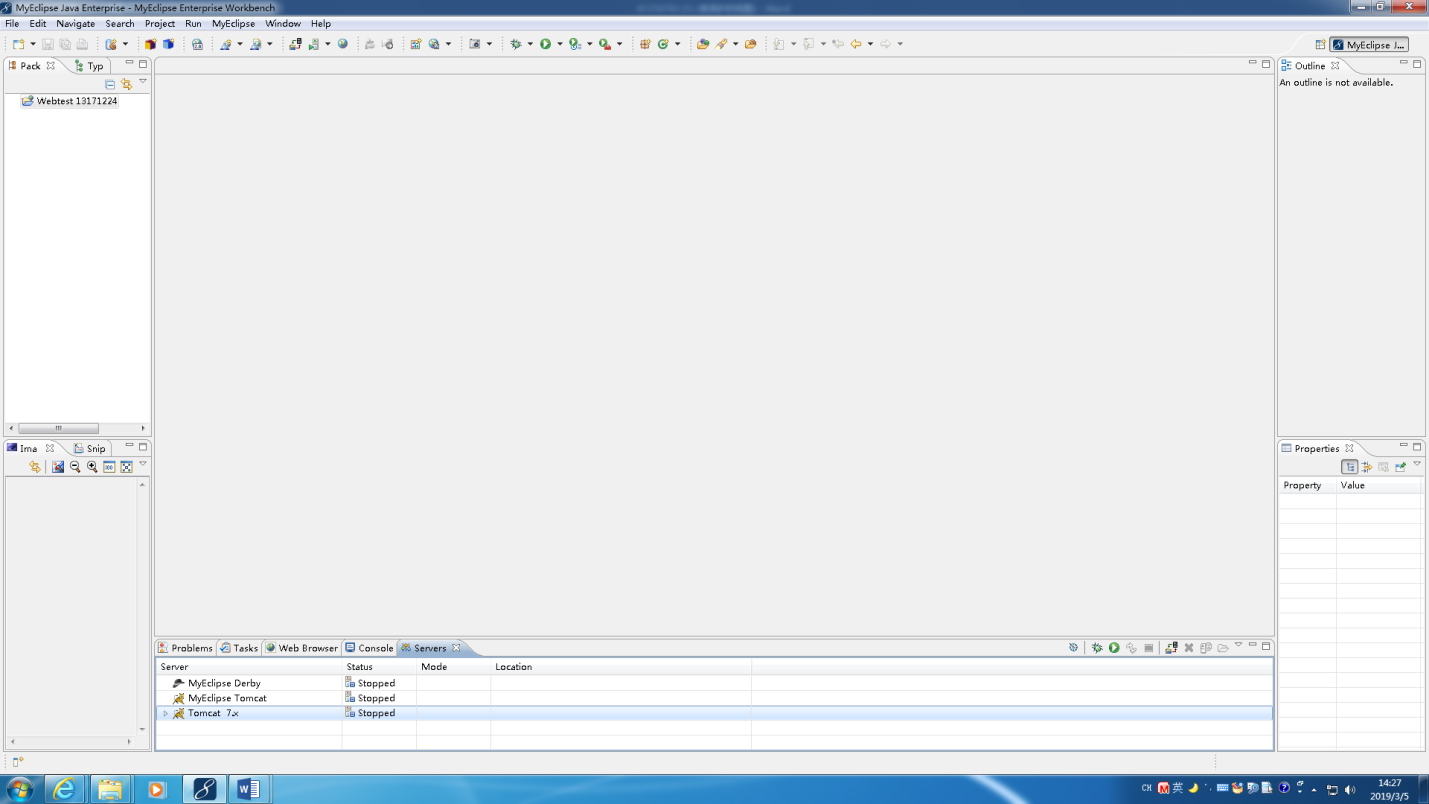 MyEclipse Java Enterprise - MyEclipse Enterprise Workbench
File Edit Navigate Search Project Run MyEclipse Window Help
MyEclipse J...
Pack Typ
Webtest 13171224
Outline
An outline is not available.
Ima Snip
Properties
Property Value
Problems Tasks Web Browser Console Servers
Server Status Mode Location
MyEclipse Derby Stopped
MyEclipse Tomcat Stopped
Tomcat 7.x Stopped
CH 英
14:27
2019/3/5